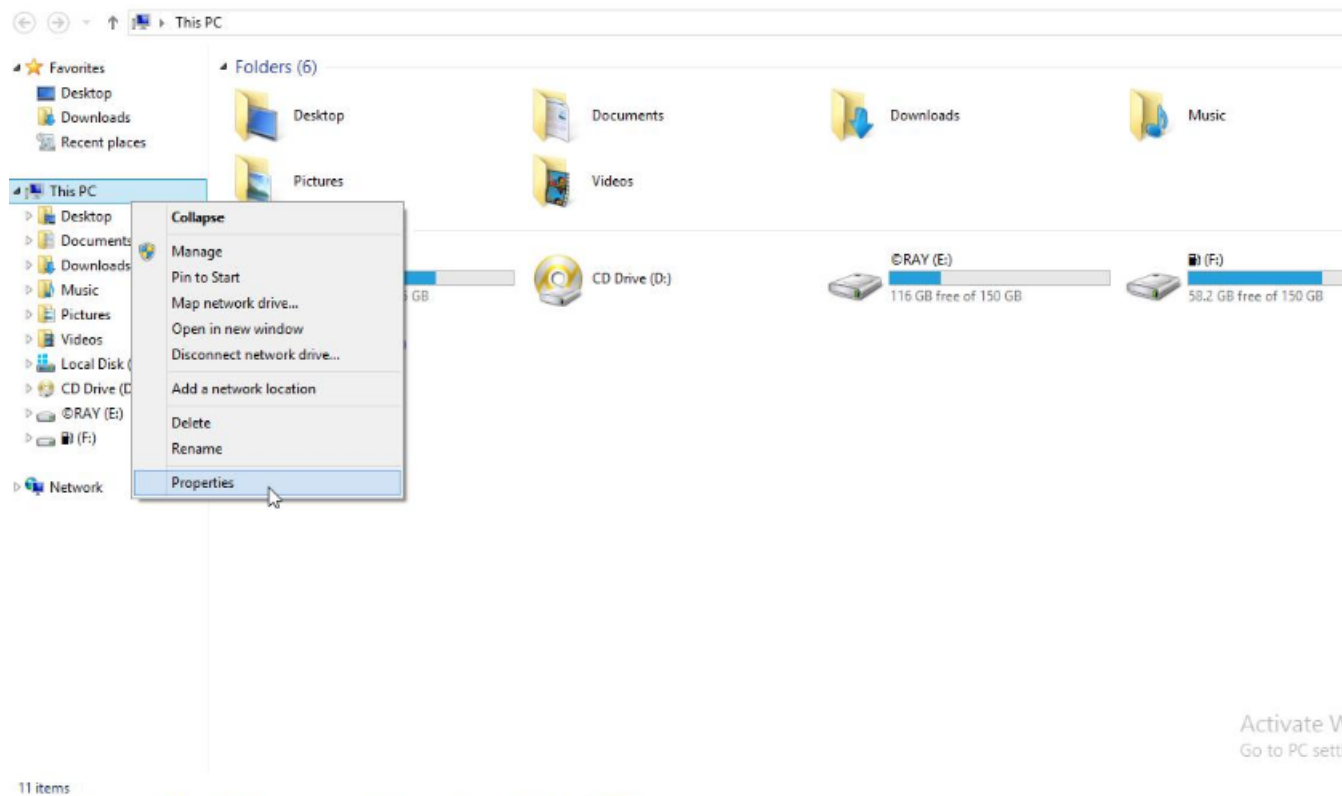 This PC
Favorites
Desktop
Downloads
Recent places
This PC
Desktop
Documents
Downloads
Music
Pictures
Videos
Local Disk (
CD Drive (D
©RAY (E:)
(F:)
Network
Folders (6)
Desktop
Documents
Downloads
Music
Pictures
Videos
Collapse
Manage
Pin to Start
Map network drive...
Open in new window
Disconnect network drive...
Add a network location
Delete
Rename
Properties
GB
CD Drive (D:)
©RAY (E:)
116 GB free of 150 GB
(F:)
58.2 GB free of 150 GB
Activate
Go to PC sett
11 items